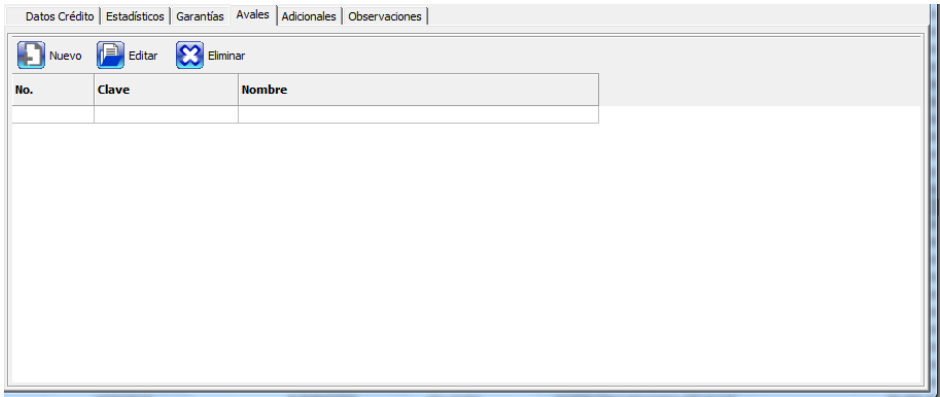 Datos Crédito Estadísticos Garantías Avales Adicionales Observaciones
Nuevo Editar Eliminar
No. Clave Nombre